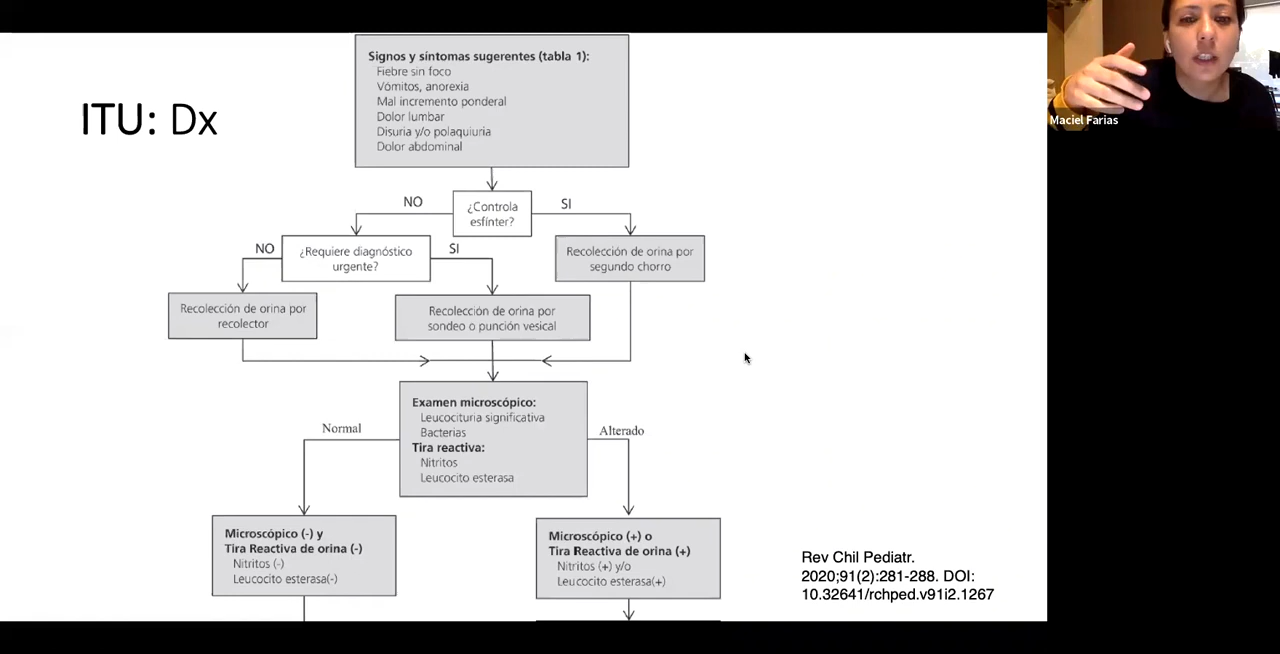 ITU: Dx
Signos y síntomas sugerentes (tabla 1):
Fiebre sin foco
Vómitos, anorexia
Mal incremento ponderal
Dolor lumbar
Disuria y/o polaquiuria
Dolor abdominal
¿Controla
esfínter?
NO
SI
¿Requiere diagnóstico
urgente?
NO
SI
Recolección de orina por
segundo chorro
Recolección de orina por
recolector
Recolección de orina por
sondeo o punción vesical
Examen microscópico:
Leucocituria significativa
Bacterias
Tira reactiva:
Nitritos
Leucocito esterasa
Normal
Alterado
Microscópico (-) y
Tira Reactiva de orina (-)
Nitritos (-)
Leucocito esterasa(-)
Microscópico (+) o
Tira Reactiva de orina (+)
Nitritos (+) y/o
Leucocito esterasa(+)
Rev Chil Pediatr.
2020;91(2):281-288. DOI:
10.32641/rchped.v91i2.1267
Maciel Farias